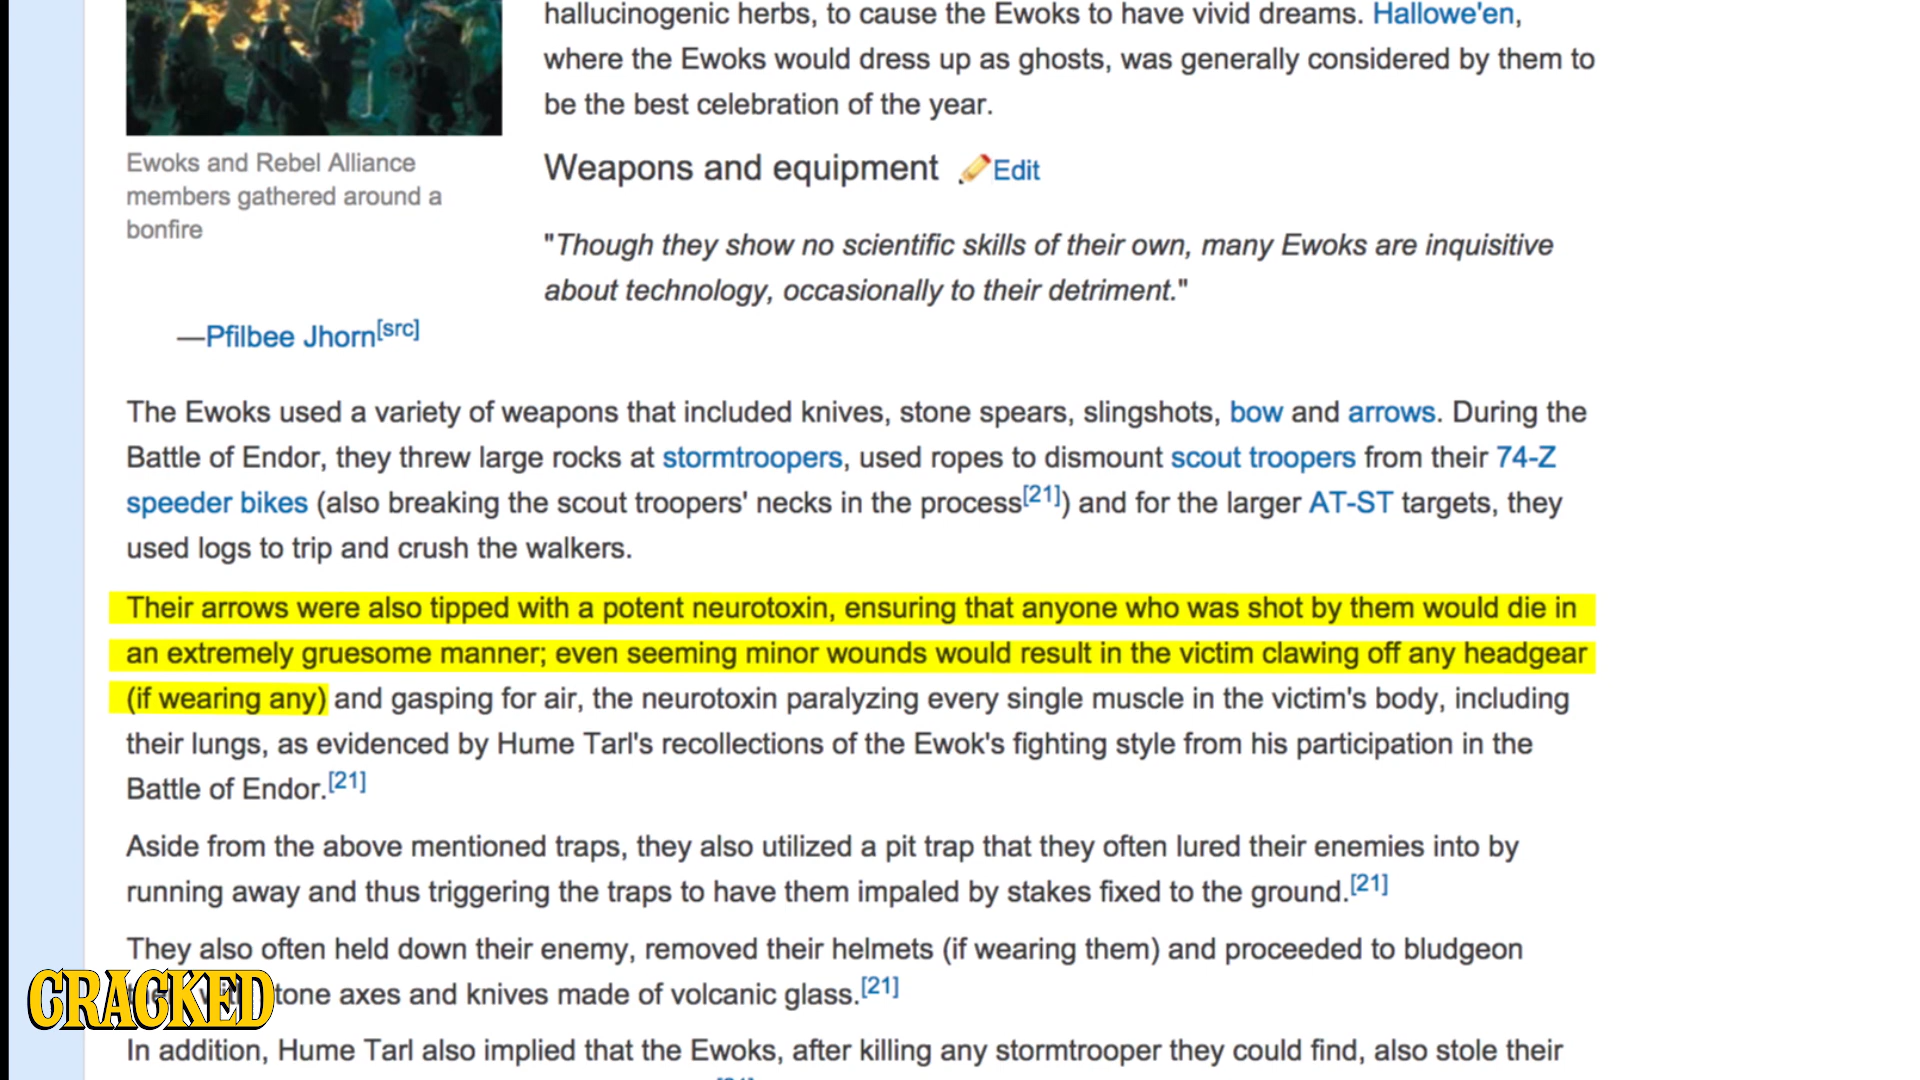 hallucinogenic herbs, to cause the Ewoks to have vivid dreams. Hallowe'en,
where the Ewoks would dress up as ghosts, was generally considered by them to
be the best celebration of the year.
Ewoks and Rebel Alliance
members gathered around a
bonfire
Weapons and equipment Edit
"Though they show no scientific skills of their own, many Ewoks are inquisitive
about technology, occasionally to their detriment."
—Pfilbee Jhorn[src]
The Ewoks used a variety of weapons that included knives, stone spears, slingshots, bow and arrows. During the
Battle of Endor, they threw large rocks at stormtroopers, used ropes to dismount scout troopers from their 74-Z
speeder bikes (also breaking the scout troopers' necks in the process[21]) and for the larger AT-ST targets, they
used logs to trip and crush the walkers.
Their arrows were also tipped with a potent neurotoxin, ensuring that anyone who was shot by them would die in
an extremely gruesome manner; even seeming minor wounds would result in the victim clawing off any headgear
(if wearing any) and gasping for air, the neurotoxin paralyzing every single muscle in the victim's body, including
their lungs, as evidenced by Hume Tarl's recollections of the Ewok's fighting style from his participation in the
Battle of Endor.[21]
Aside from the above mentioned traps, they also utilized a pit trap that they often lured their enemies into by
running away and thus triggering the traps to have them impaled by stakes fixed to the ground.[21]
They also often held down their enemy, removed their helmets (if wearing them) and proceeded to bludgeon
tone axes and knives made of volcanic glass.[21]
CRACKED
In addition, Hume Tarl also implied that the Ewoks, after killing any stormtrooper they could find, also stole their